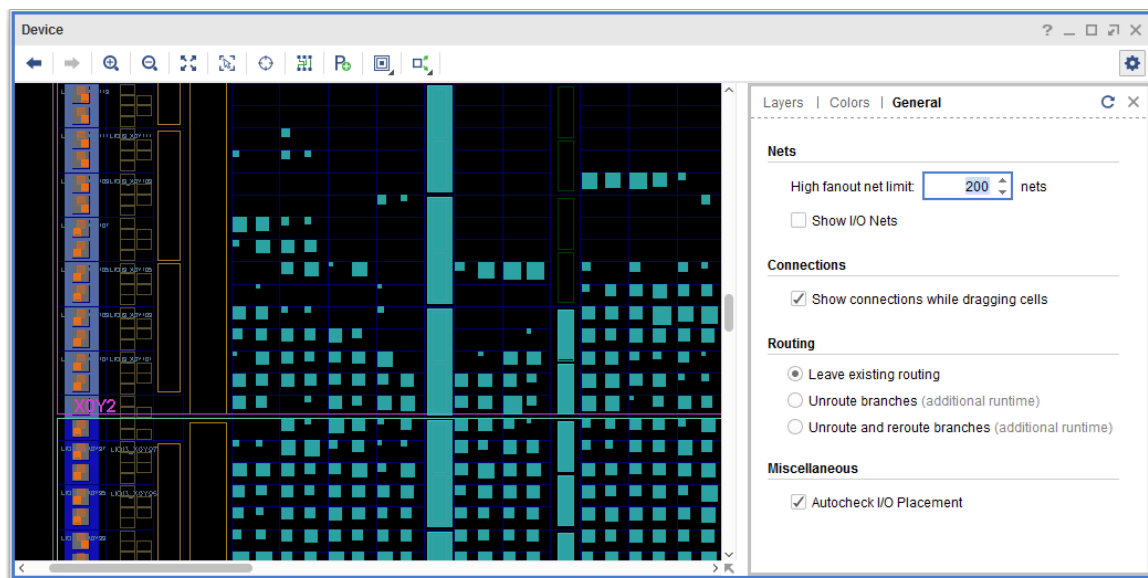 Device
Layers | Colors | General
Nets
High fanout net limit: 200 nets
Show I/O Nets
Connections
Show connections while dragging cells
Routing
Leave existing routing
Unroute branches (additional runtime)
Unroute and reroute branches (additional runtime)
X0Y2
Miscellaneous
Autocheck I/O Placement